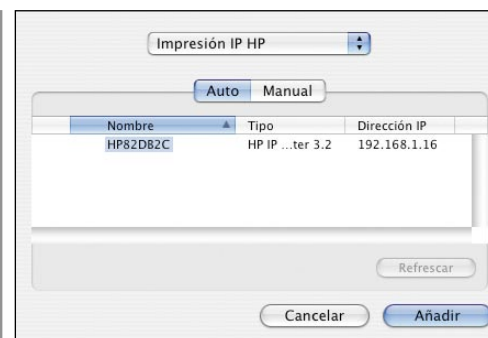 Impresión IP HP
Auto Manual
Nombre Tipo Dirección IP
HP82DB2C HP IP ...ter 3.2 192.168.1.16
Refrescar
Cancelar Añadir